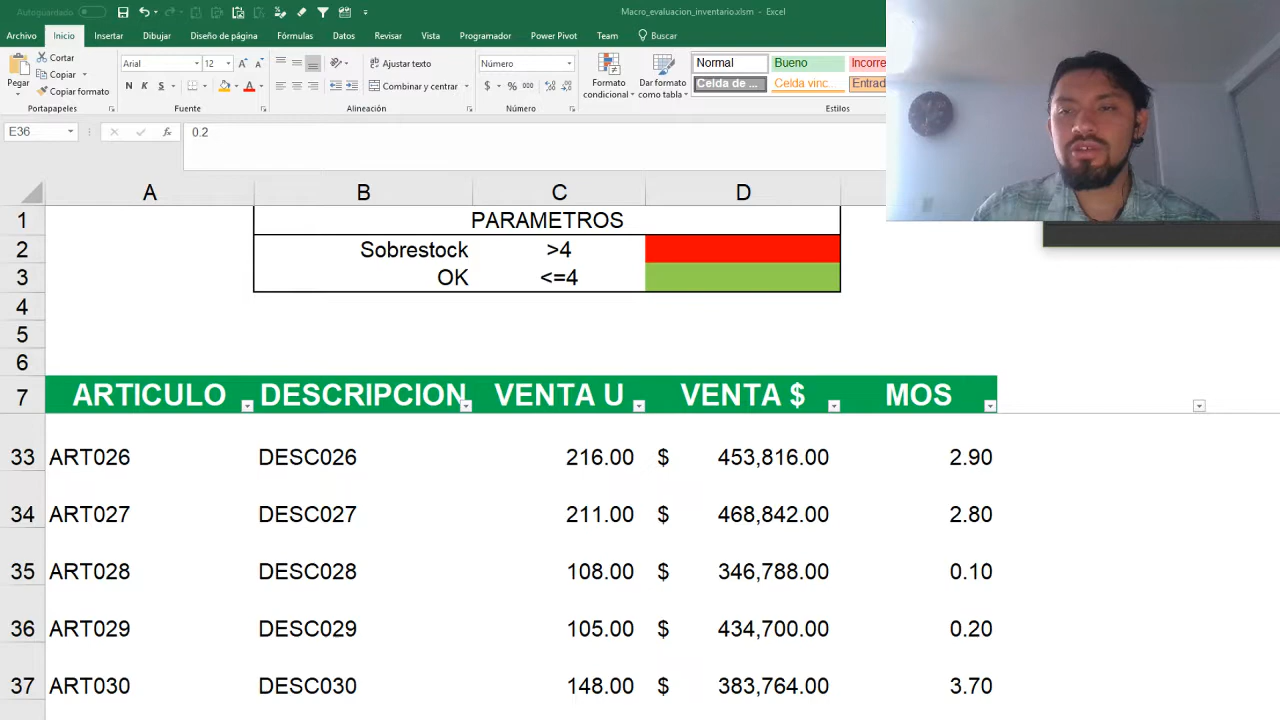 Autoguardado
Macro_evaluacion_inventario.xlsm - Excel
Archivo Inicio Insertar Dibujar Diseño de página Fórmulas Datos Revisar Vista Programador Power Pivot Team Buscar
Pegar
Cortar
Copiar
Copiar formato
Portapapeles
Arial 12
N K S
Fuente
Ajustar texto
Combinar y centrar
Alineación
Número
$ % 000
Número
Formato condicional
Dar formato como tabla
Normal Bueno Incorre
Celda de ... Celda vinc... Entrad
Estilos
E36 fx 0.2
A B C D
1 PARAMETROS
2 Sobrestock >4
3 OK <=4
4
5
6
7 ARTICULO DESCRIPCION VENTA U VENTA $ MOS
33 ART026 DESC026 216.00 $ 453,816.00 2.90
34 ART027 DESC027 211.00 $ 468,842.00 2.80
35 ART028 DESC028 108.00 $ 346,788.00 0.10
36 ART029 DESC029 105.00 $ 434,700.00 0.20
37 ART030 DESC030 148.00 $ 383,764.00 3.70